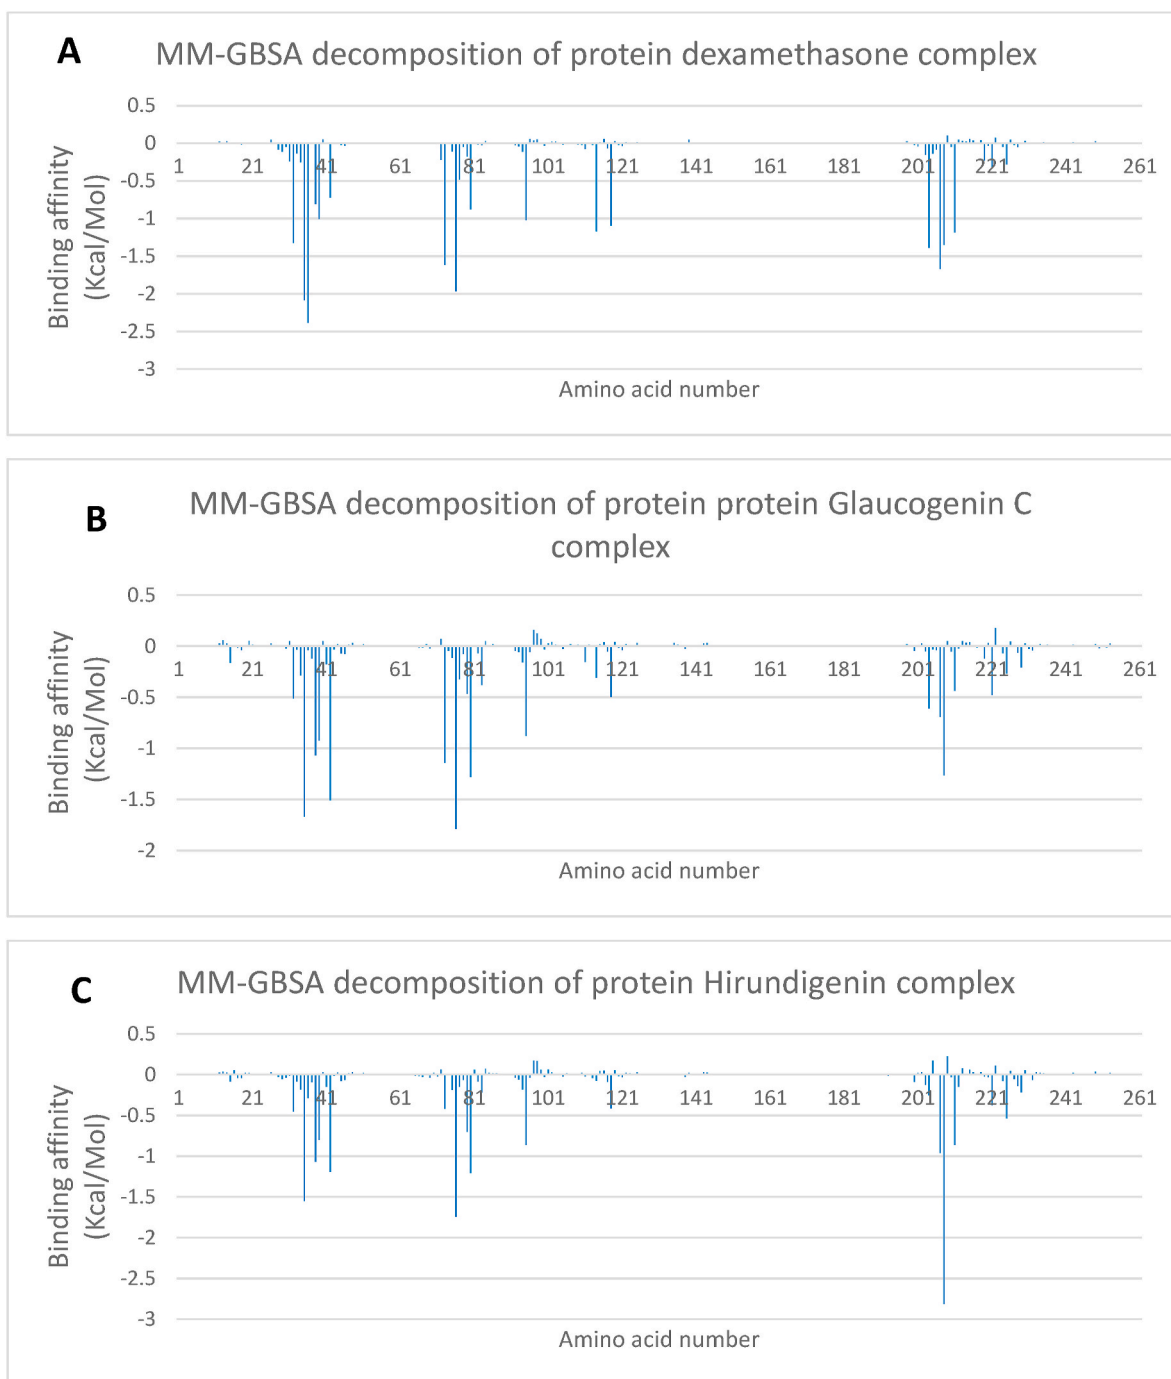 A
MM-GBSA decomposition of protein dexamethasone complex
0.5
0
-0.5
-1
-1.5
-2
-2.5
-3
1 21 41 61 81 101 121 141 161 181 201 221 241 261
Binding affinity
(Kcal/Mol)
Amino acid number
B
MM-GBSA decomposition of protein protein Glaucogenin C
complex
0.5
0
-0.5
-1
-1.5
-2
1 21 41 61 81 101 121 141 161 181 201 221 241 261
Binding affinity
(Kcal/Mol)
Amino acid number
C
MM-GBSA decomposition of protein Hirundigenin complex
0.5
0
-0.5
-1
-1.5
-2
-2.5
-3
1 21 41 61 81 101 121 141 161 181 201 221 241 261
Binding affinity
(Kcal/Mol)
Amino acid number